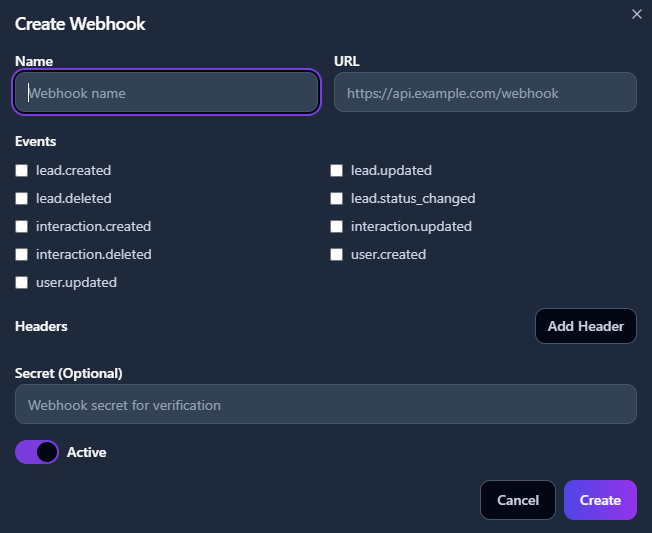 Create Webhook
Name
URL
Webhook name
https://api.example.com/webhook
Events
lead.created
lead.updated
lead.deleted
lead.status_changed
interaction.created
interaction.updated
interaction.deleted
user.created
user.updated
Headers
Add Header
Secret (Optional)
Webhook secret for verification
Active
Cancel
Create